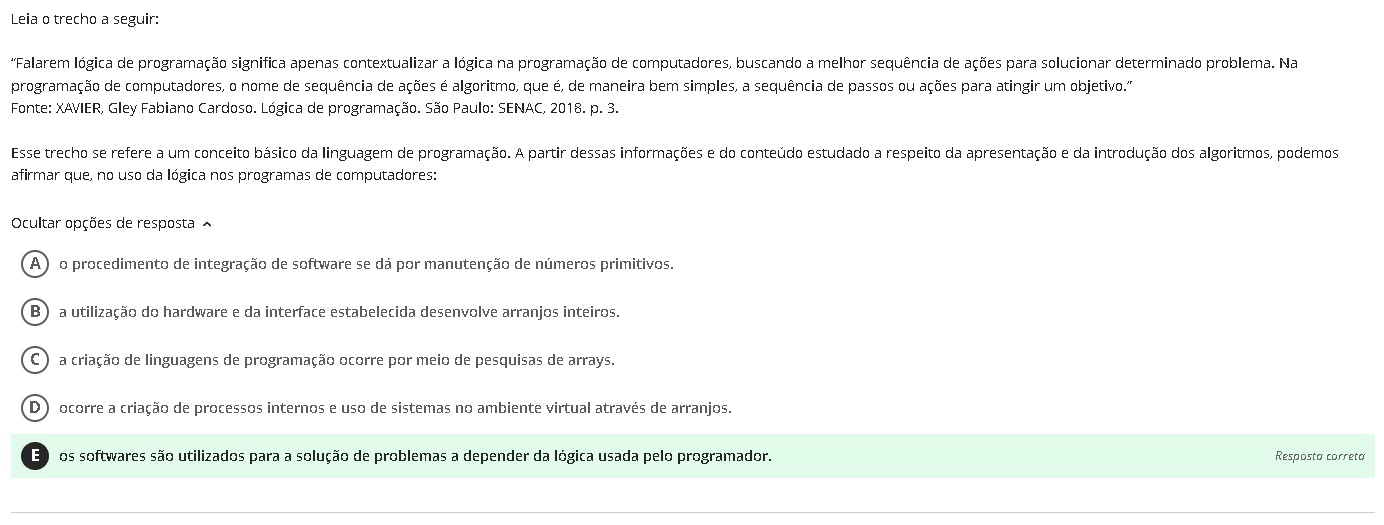 Leia o trecho a seguir:
“Falarem lógica de programação significa apenas contextualizar a lógica na programação de computadores, buscando a melhor sequência de ações para solucionar determinado problema. Na
programação de computadores, o nome de sequência de ações é algoritmo, que é, de maneira bem simples, a sequência de passos ou ações para atingir um objetivo.”
Fonte: XAVIER, Gley Fabiano Cardoso. Lógica de programação. São Paulo: SENAC, 2018. p. 3.
Esse trecho se refere a um conceito básico da linguagem de programação. A partir dessas informações e do conteúdo estudado a respeito da apresentação e da introdução dos algoritmos, podemos
afirmar que, no uso da lógica nos programas de computadores:
Ocultar opções de resposta
A o procedimento de integração de software se dá por manutenção de números primitivos.
B a utilização do hardware e da interface estabelecida desenvolve arranjos inteiros.
C a criação de linguagens de programação ocorre por meio de pesquisas de arrays.
D ocorre a criação de processos internos e uso de sistemas no ambiente virtual através de arranjos.
E os softwares são utilizados para a solução de problemas a depender da lógica usada pelo programador. Resposta correta